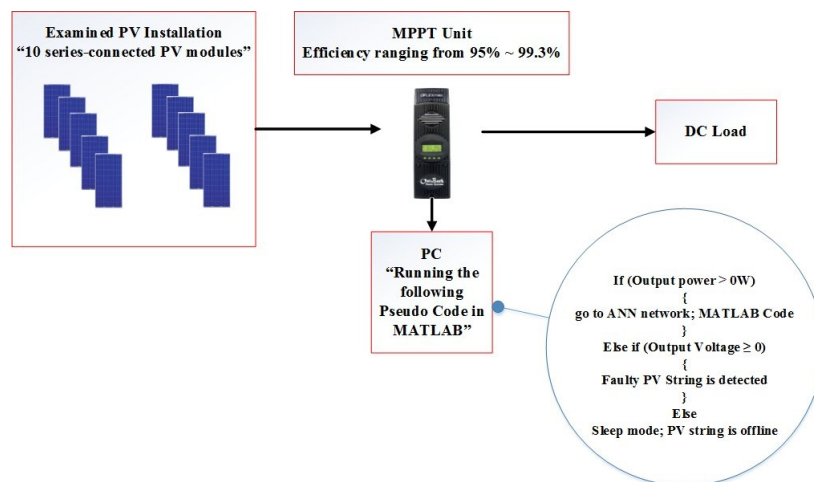 Examined PV Installation
“10 series-connected PV modules”
MPPT Unit
Efficiency ranging from 95% ~ 99.3%
DC Load
PC
“Running the
following
Pseudo Code in
MATLAB”
If (Output power > 0W)
{
go to ANN network; MATLAB Code
}
Else if (Output Voltage ≥ 0)
{
Faulty PV String is detected
}
Else
Sleep mode; PV string is offline